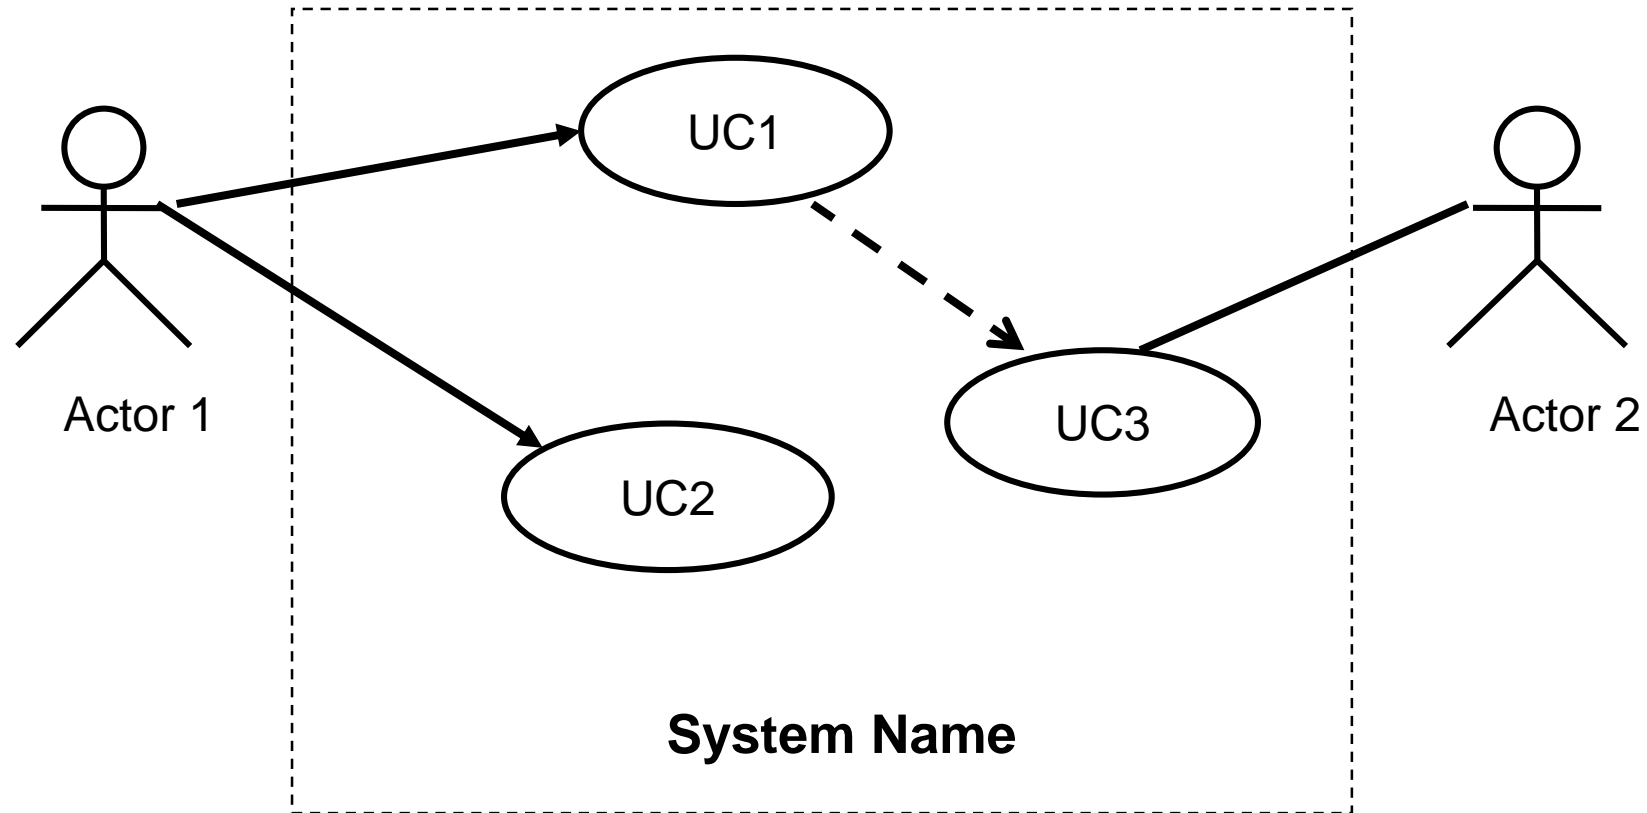 UC1
Actor 1
Actor 2
UC3
UC2
System Name